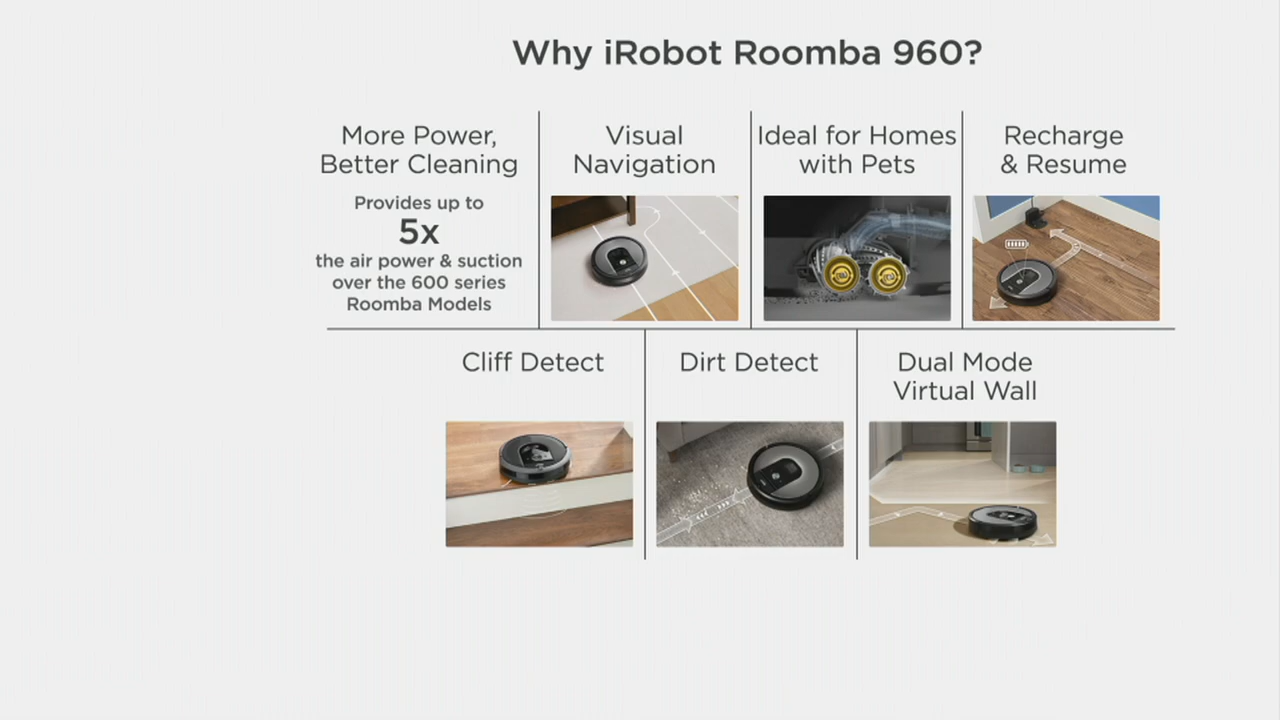 Why iRobot Roomba 960?
More Power,
Better Cleaning
Provides up to
5x
the air power & suction
over the 600 series
Roomba Models
Visual
Navigation
Ideal for Homes
with Pets
Recharge
& Resume
Cliff Detect
Dirt Detect
Dual Mode
Virtual Wall